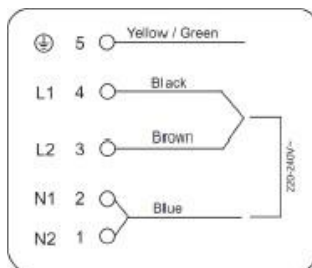 5 Yellow / Green
L1 4 Black
L2 3 Brown
N1 2
Blue
N2 1
220-240V~